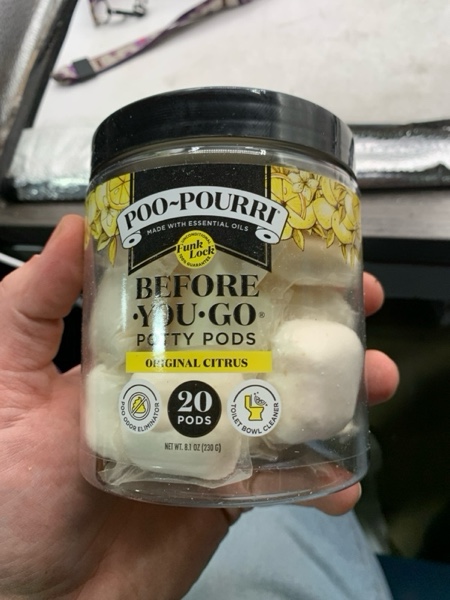 POO~POURRI
MADE WITH ESSENTIAL OILS
Funk
Lock
BEFORE
·YOU·GO®
POTTY PODS
ORIGINAL CITRUS
POO ODOR ELIMINATOR
20
PODS
TOILET BOWL CLEANER
NET WT. 8.1 OZ (230 G)